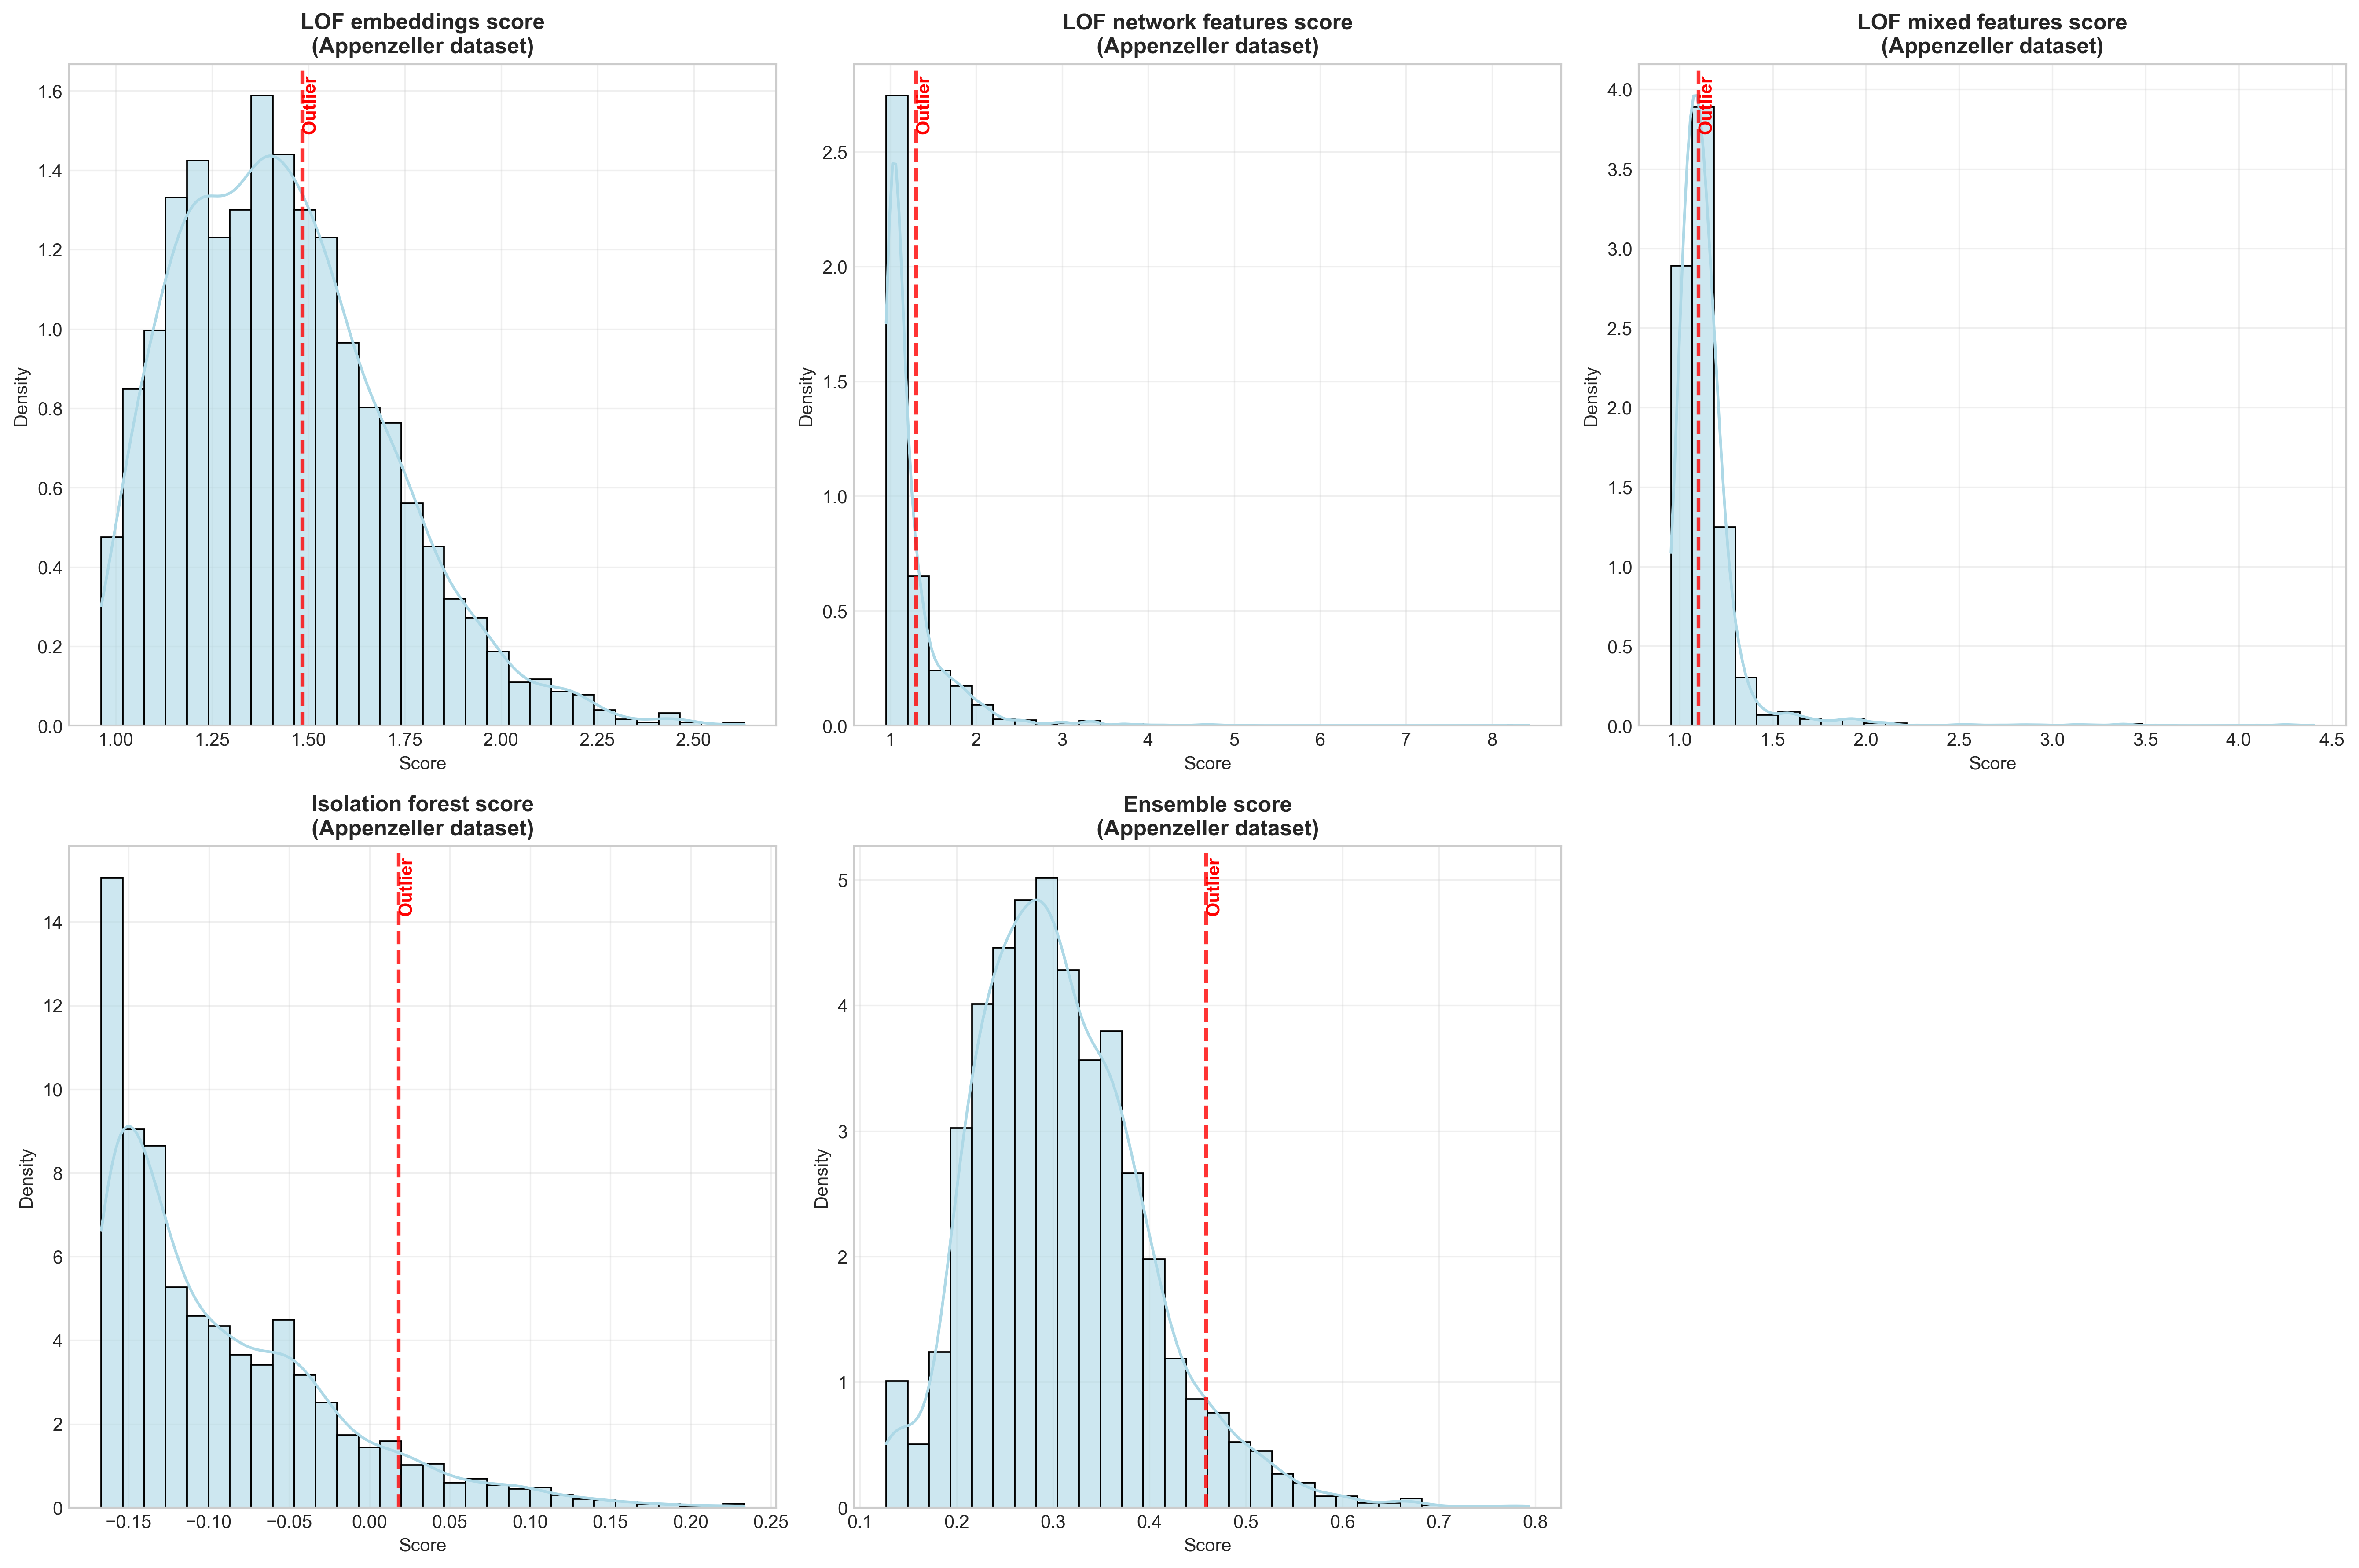 LOF embeddings score
(Appenzeller dataset)
Outlier
1.6
1.4
1.2
1.0
0.8
0.6
0.4
0.2
0.0
Density
1.00 1.25 1.50 1.75 2.00 2.25 2.50
Score
LOF network features score
(Appenzeller dataset)
Outlier
2.5
2.0
1.5
1.0
0.5
0.0
Density
1 2 3 4 5 6 7 8
Score
LOF mixed features score
(Appenzeller dataset)
Outlier
4.0
3.5
3.0
2.5
2.0
1.5
1.0
0.5
0.0
Density
1.0 1.5 2.0 2.5 3.0 3.5 4.0 4.5
Score
Isolation forest score
(Appenzeller dataset)
Outlier
14
12
10
8
6
4
2
0
Density
−0.15 −0.10 −0.05 0.00 0.05 0.10 0.15 0.20 0.25
Score
Ensemble score
(Appenzeller dataset)
Outlier
5
4
3
2
1
0
Density
0.1 0.2 0.3 0.4 0.5 0.6 0.7 0.8
Score